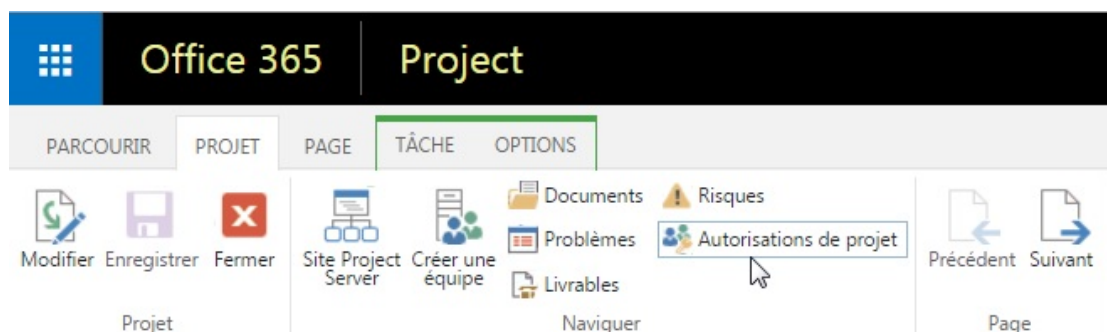 Office 365 Project
PARCOURIR PROJET PAGE TÂCHE OPTIONS
Modifier Enregistrer Fermer
Projet
Site Project
Server
Créer une
équipe
Documents
Problèmes
Livrables
Risques
Autorisations de projet
Naviguer
Précédent Suivant
Page